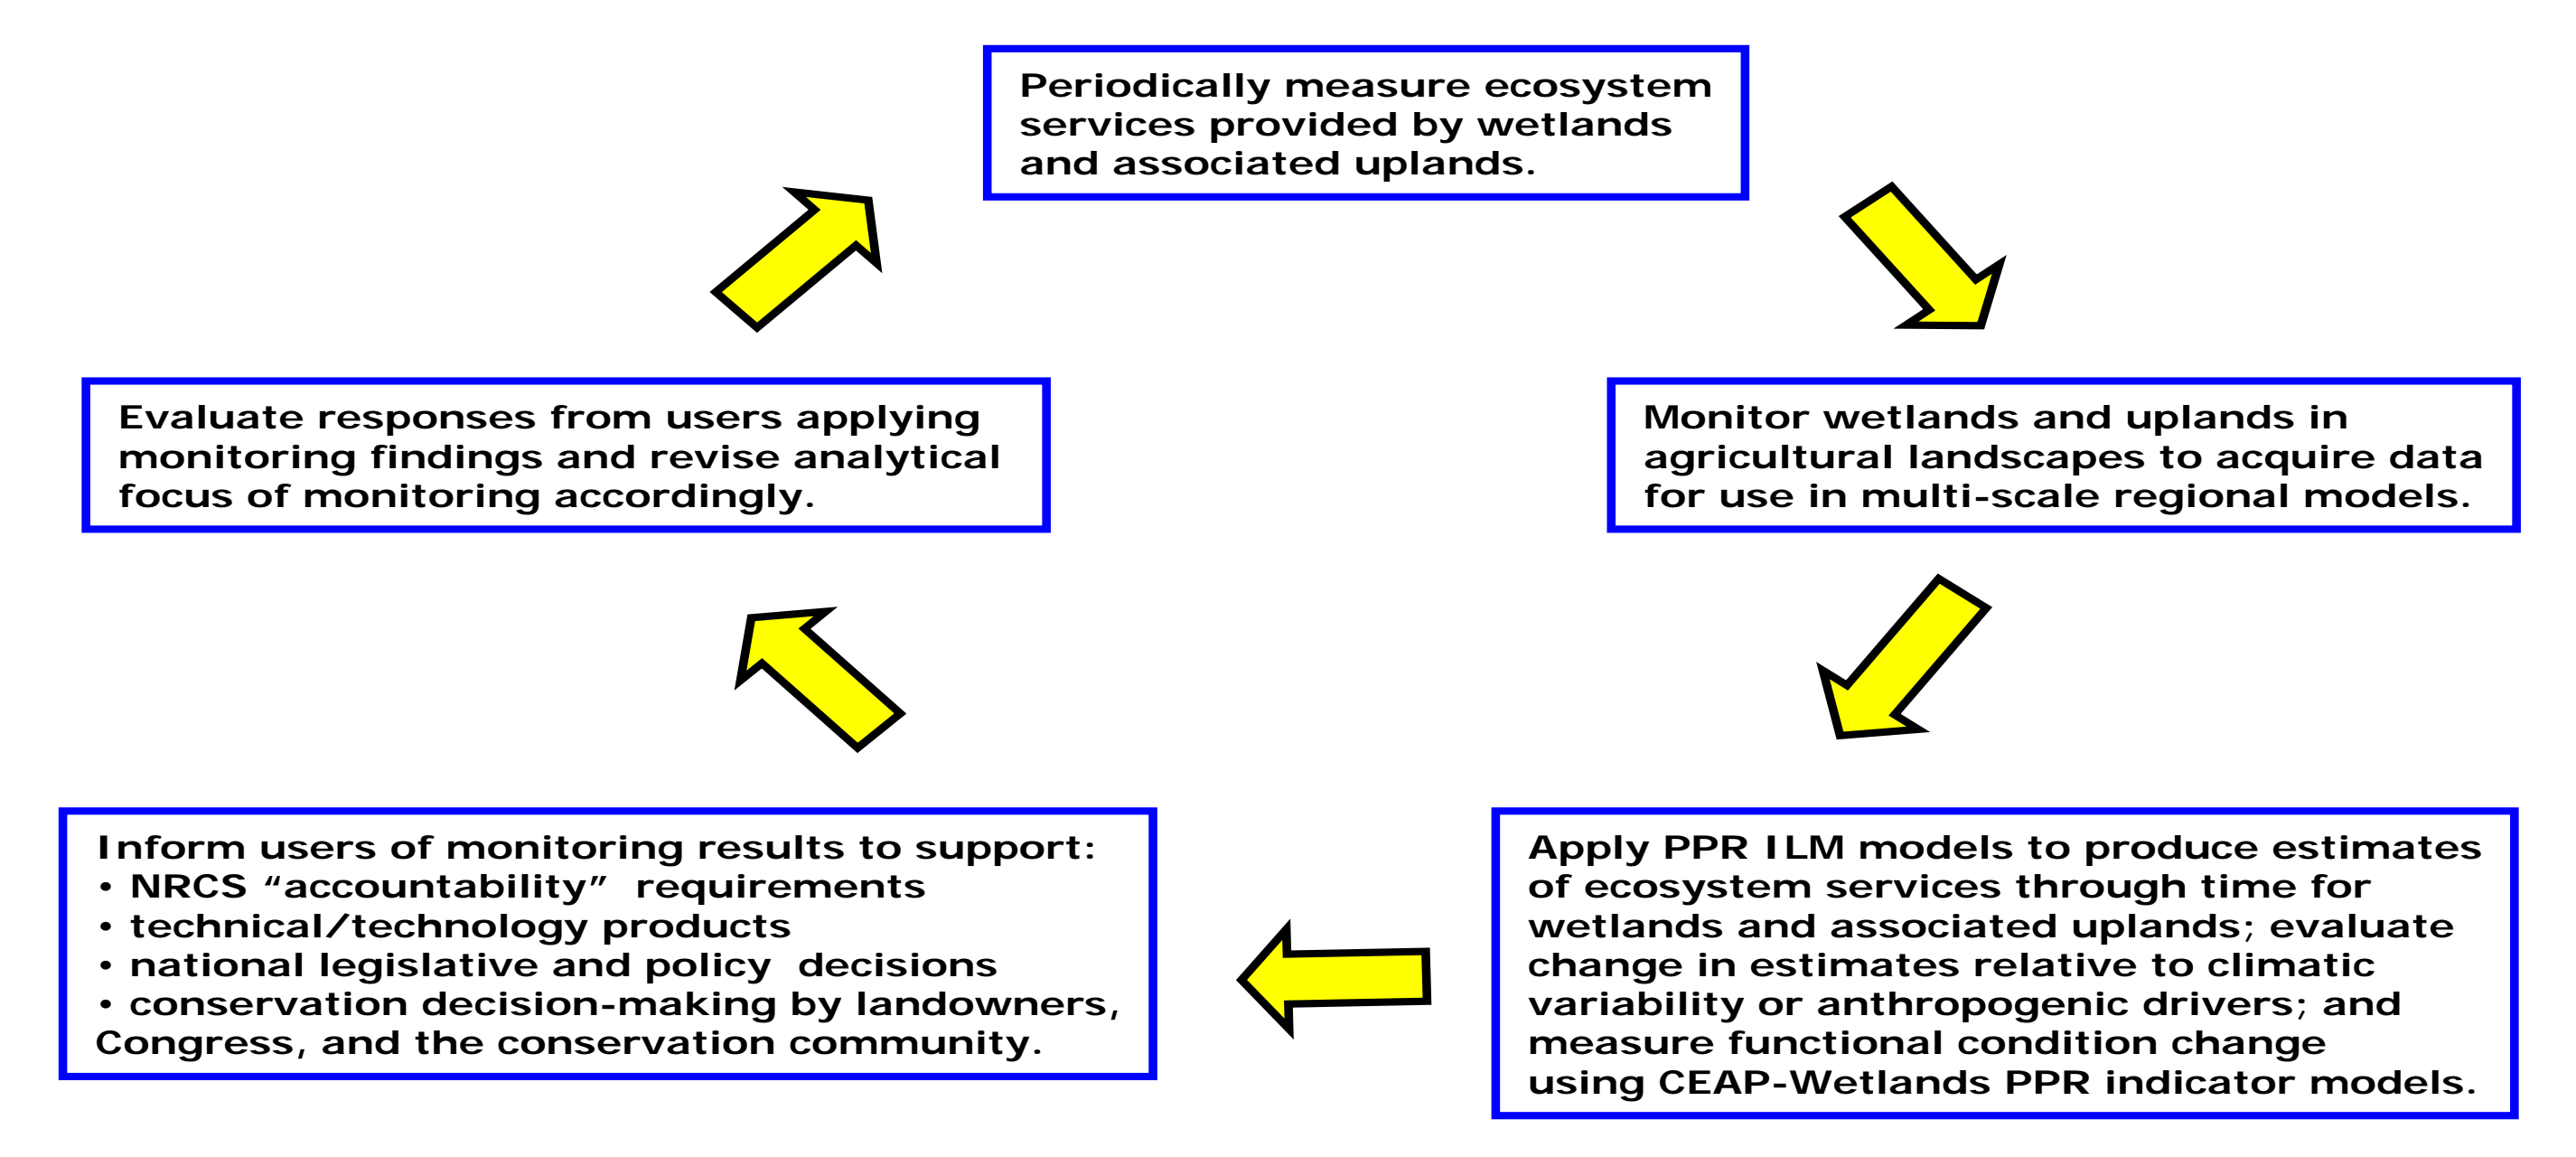 Periodically measure ecosystem
services provided by wetlands
and associated uplands.
Monitor wetlands and uplands in
agricultural landscapes to acquire data
for use in multi-scale regional models.
Apply PPR ILM models to produce estimates
of ecosystem services through time for
wetlands and associated uplands; evaluate
change in estimates relative to climatic
variability or anthropogenic drivers; and
measure functional condition change
using CEAP-Wetlands PPR indicator models.
Inform users of monitoring results to support:
• NRCS “accountability” requirements
• technical/technology products
• national legislative and policy decisions
• conservation decision-making by landowners,
Congress, and the conservation community.
Evaluate responses from users applying
monitoring findings and revise analytical
focus of monitoring accordingly.